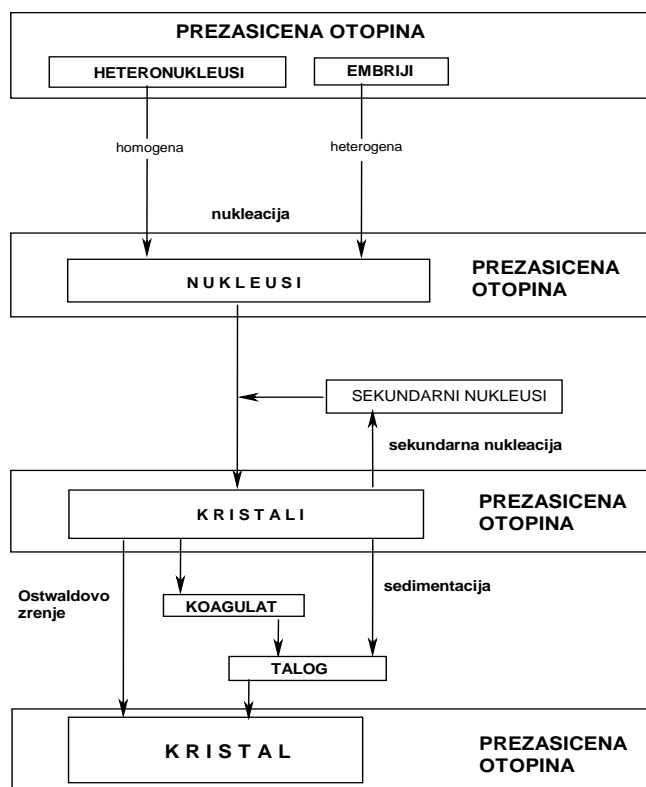 PREZASICENA OTOPINA
HETERONUKLEUSI
EMBRIJI
homogena
heterogena
nukleacija
NUKLEUSI
PREZASICENA
OTOPINA
SEKUNDARNI NUKLEUSI
sekundarna nukleacija
KRISTALI
PREZASICENA
OTOPINA
Ostwaldovo
zrenje
sedimentacija
KOAGULAT
TALOG
KRISTAL
PREZASICENA
OTOPINA